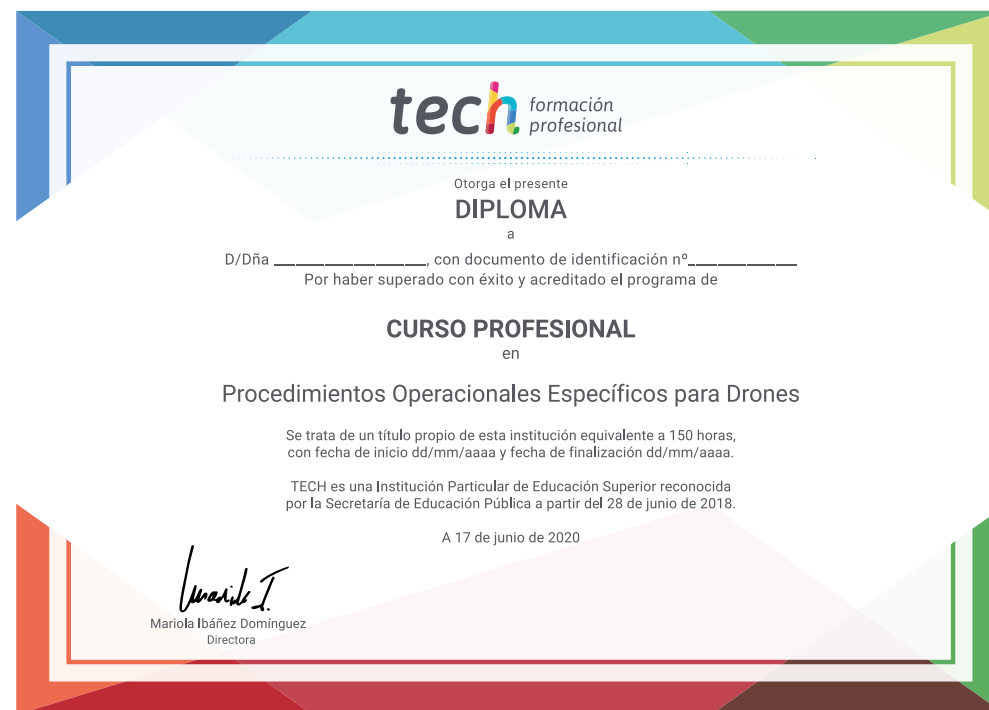 tech formación
profesional
Otorga el presente
DIPLOMA
a
D/Dña ______________, con documento de identificación nº__________
Por haber superado con éxito y acreditado el programa de
CURSO PROFESIONAL
en
Procedimientos Operacionales Específicos para Drones
Se trata de un título propio de esta institución equivalente a 150 horas,
con fecha de inicio dd/mm/aaaa y fecha de finalización dd/mm/aaaa.
TECH es una Institución Particular de Educación Superior reconocida
por la Secretaría de Educación Pública a partir del 28 de junio de 2018.
A 17 de junio de 2020
Mariola Ibáñez Domínguez
Directora